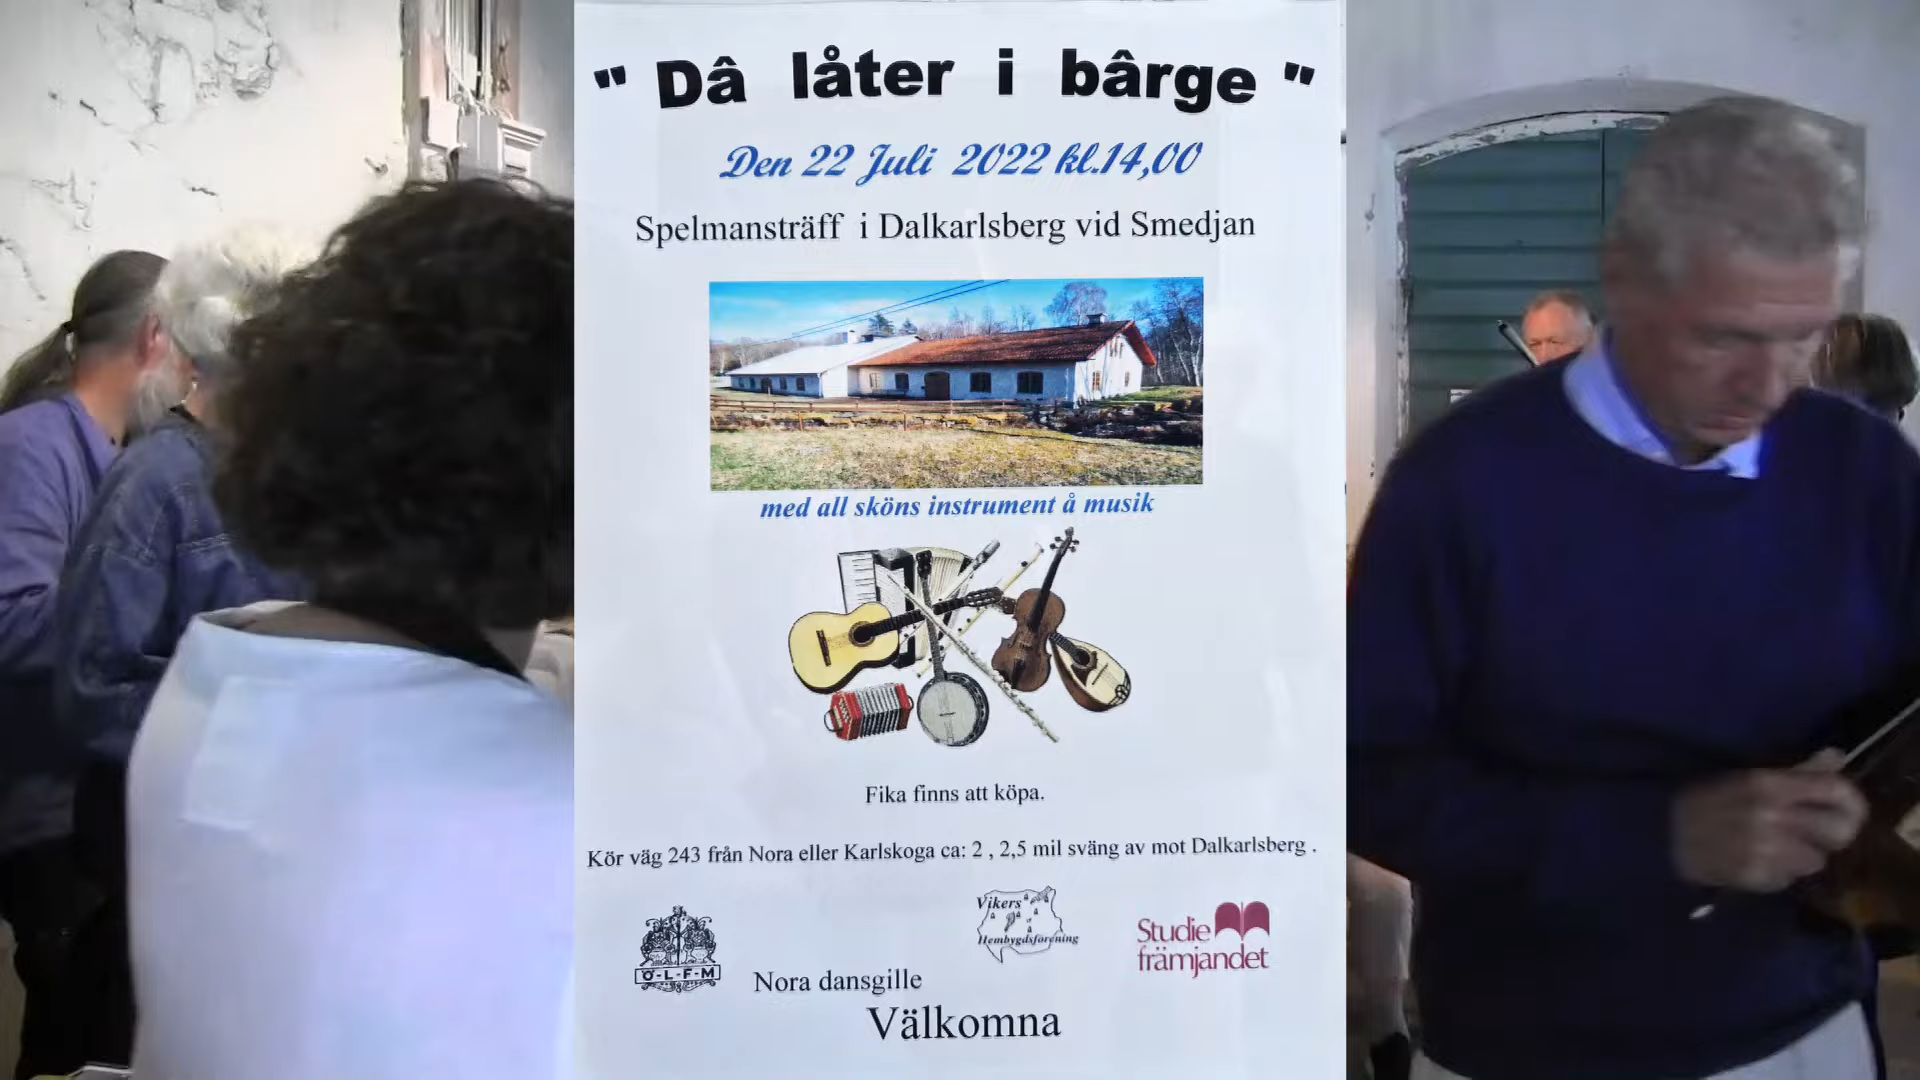 " Dâ låter i bârge "
Den 22 Juli 2022 kl.14,00
Spelmansträff i Dalkarlsberg vid Smedjan
med all sköns instrument å musik
Fika finns att köpa.
Kör väg 243 från Nora eller Karlskoga ca: 2 , 2,5 mil sväng av mot Dalkarlsberg .
Vikers
Hembygdsförening
Studie
främjandet
Ö-L-F-M
Nora dansgille
Välkomna